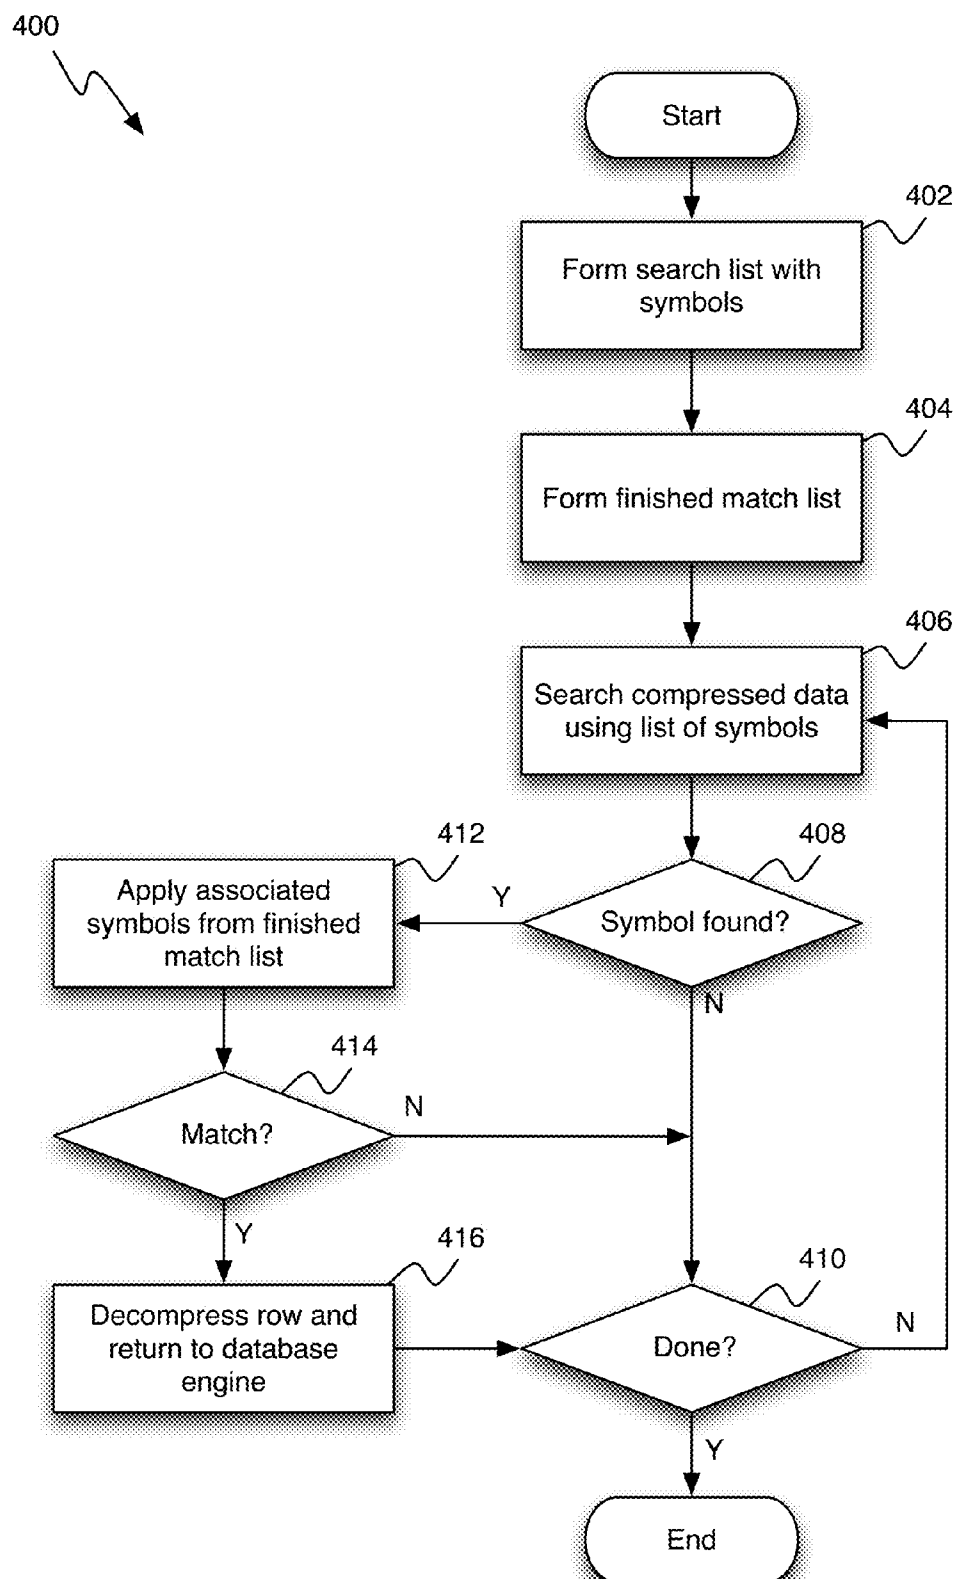 400
Start
402
Form search list with
symbols
404
Form finished match list
406
Search compressed data
using list of symbols
412
408
Apply associated
symbols from finished
match list
Y
Symbol found?
N
414
Match?
N
Y
416
410
Decompress row and
return to database
engine
Done?
N
Y
End